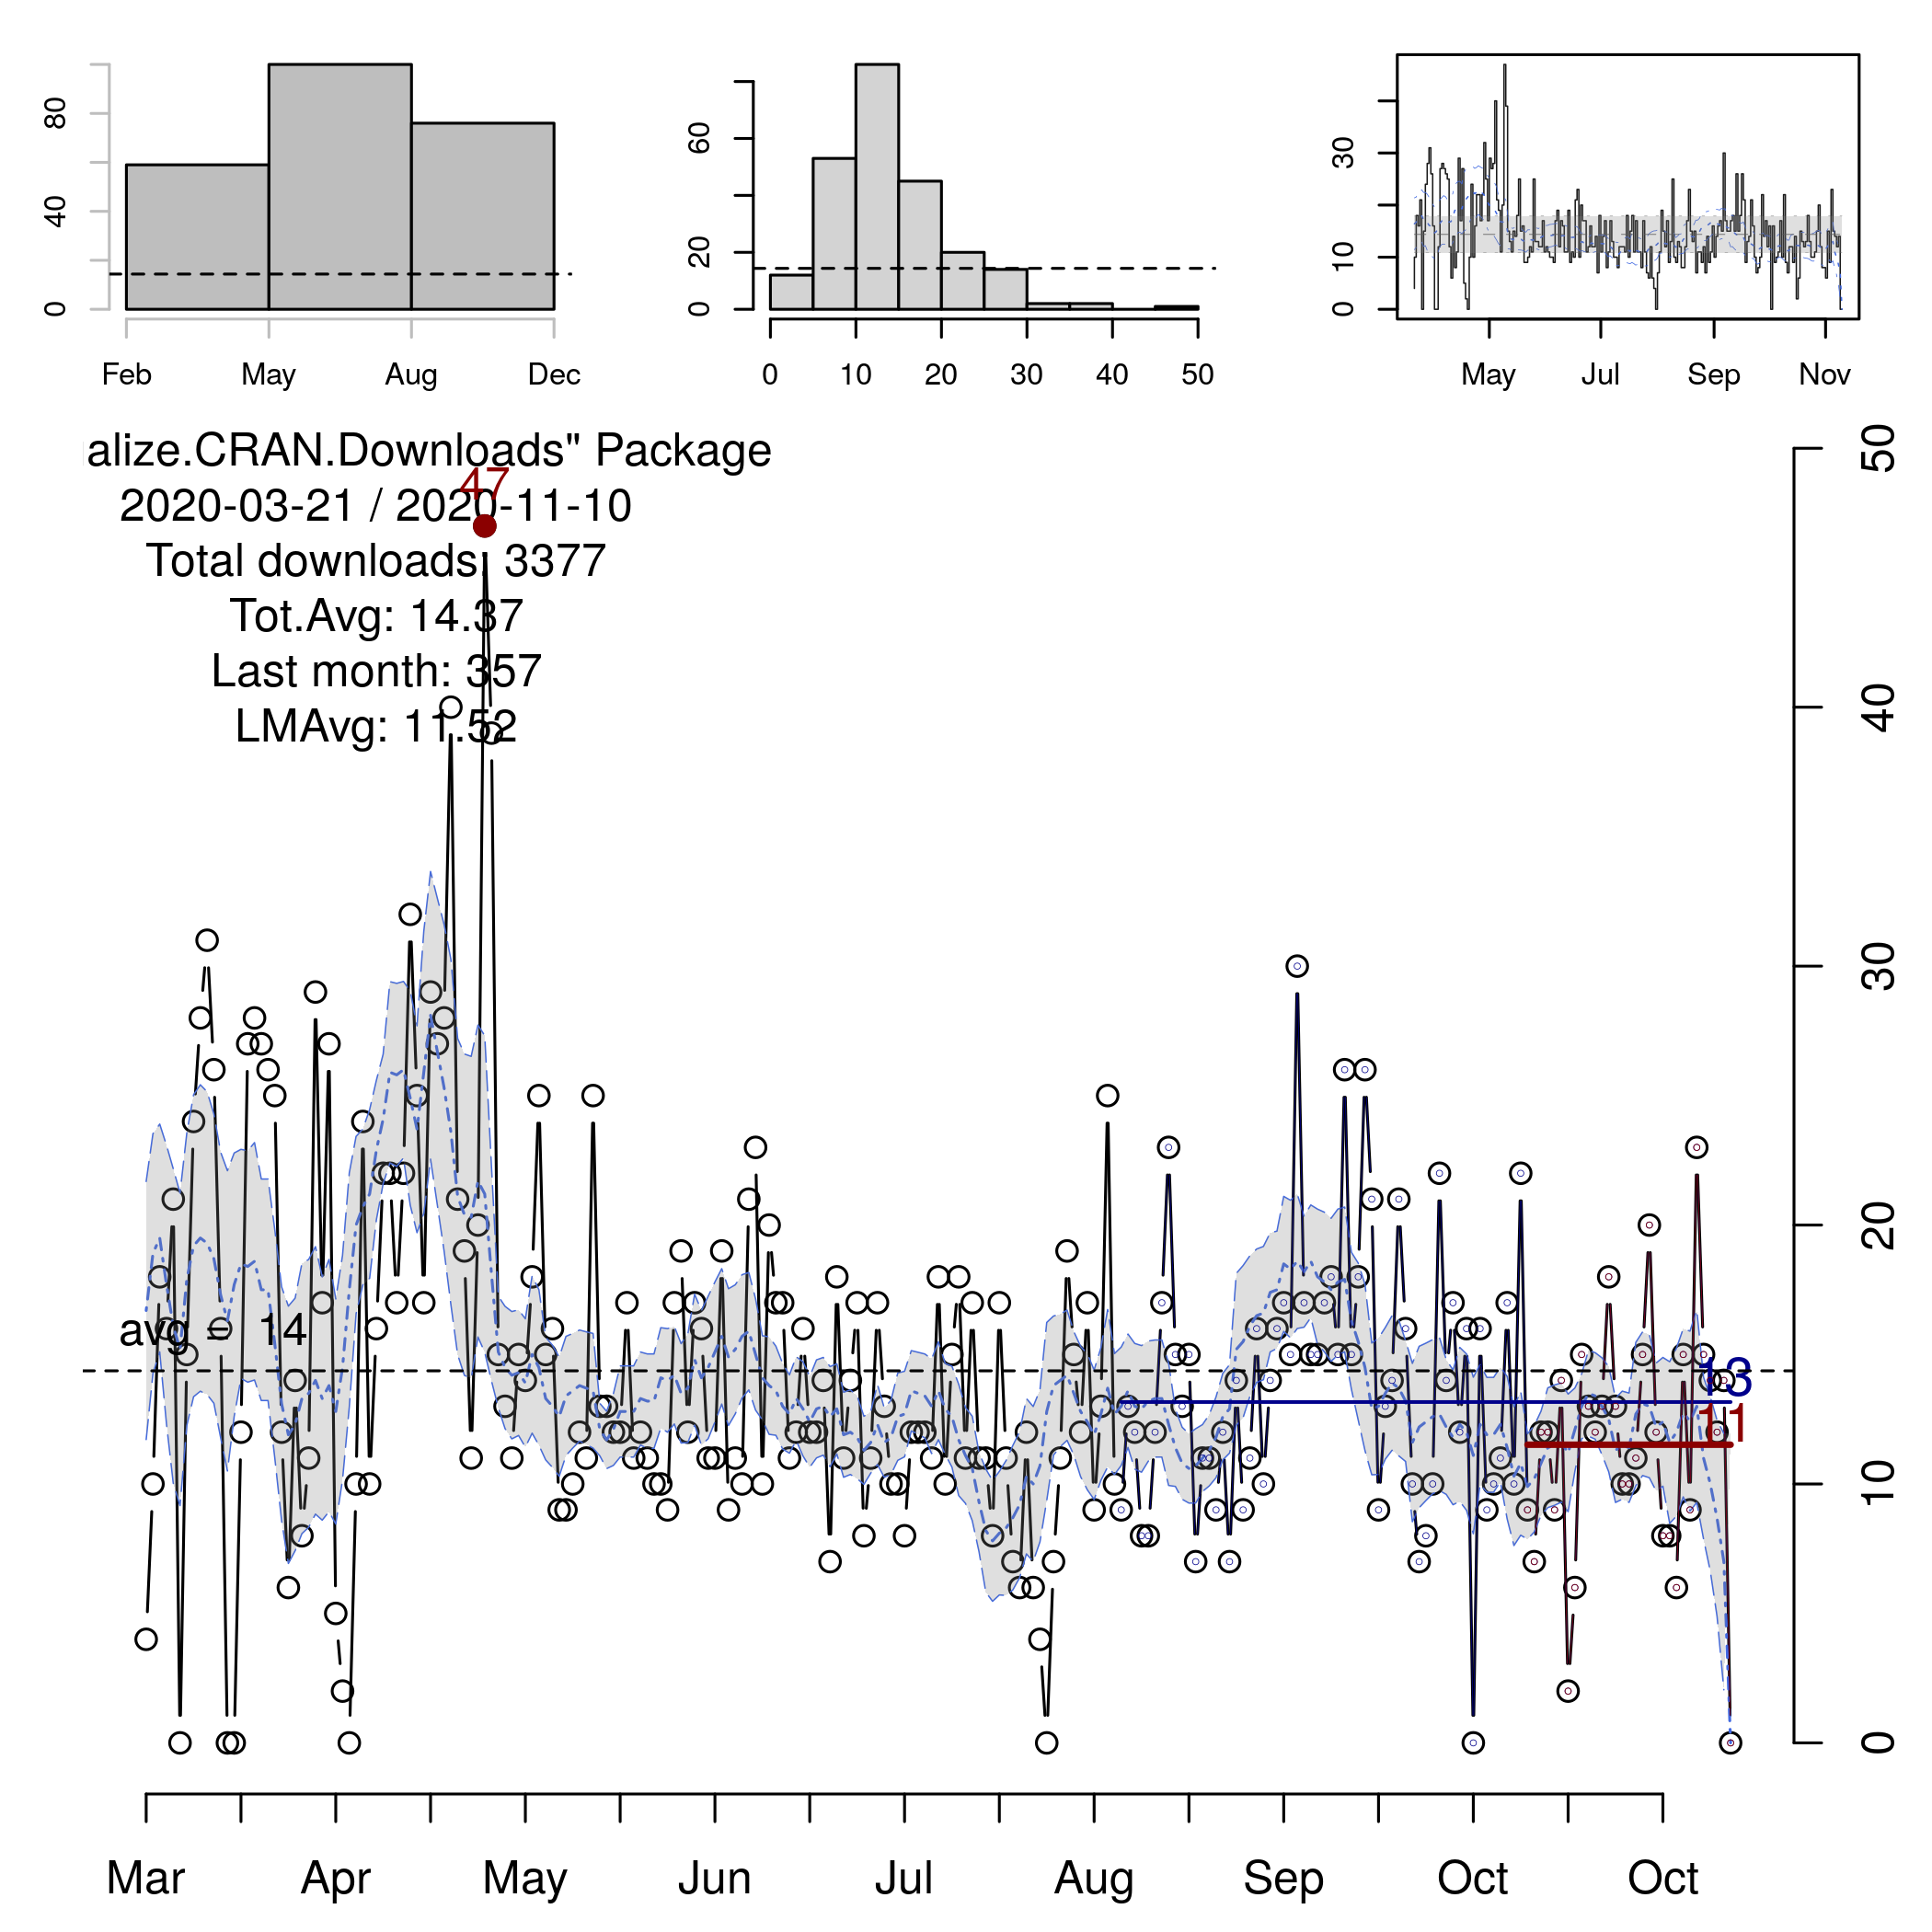 80
40
0
Feb May Aug Dec
60
20
0
0 10 20 30 40 50
30
10
0
May Jul Sep Nov
alize.CRAN.Downloads" Package
47
2020-03-21 / 2020-11-10
Total downloads: 3377
Tot.Avg: 14.37
Last month: 357
LMAvg: 11.52
avg = 14
13
11
50
40
30
20
10
0
Mar Apr May Jun Jul Aug Sep Oct Oct